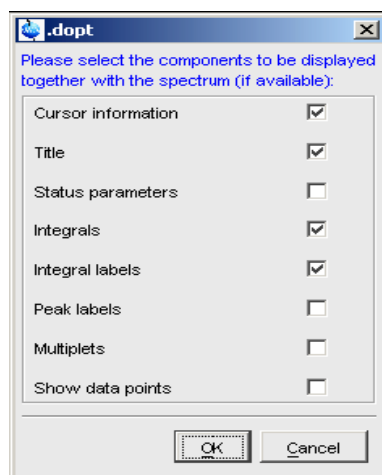 .dopt
Please select the components to be displayed
together with the spectrum (if available):
Cursor information
Title
Status parameters
Integrals
Integral labels
Peak labels
Multiplets
Show data points
OK Cancel